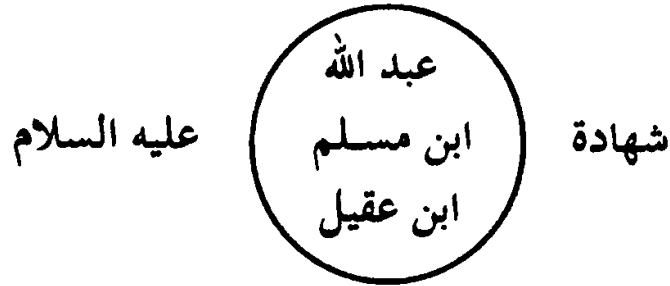 شهادة
عبد الله
ابن مسلم
ابن عقيل
عليه السلام